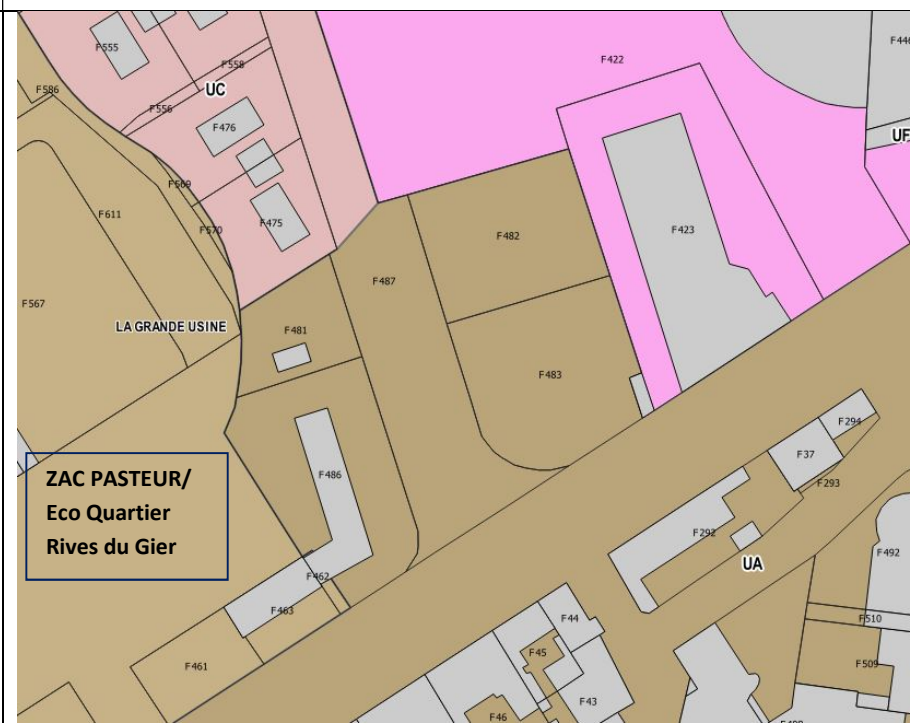 F555
F558
F422
F446
F586
UC
F556
F476
UF
F569
F611
F570
F475
F482
F423
F487
F567
LA GRANDE USINE
F481
F483
F294
ZAC PASTEUR/
Eco Quartier
Rives du Gier
F486
F37
F293
F292
F492
UA
F462
F463
F44
F510
F45
F461
F509
F43
F46